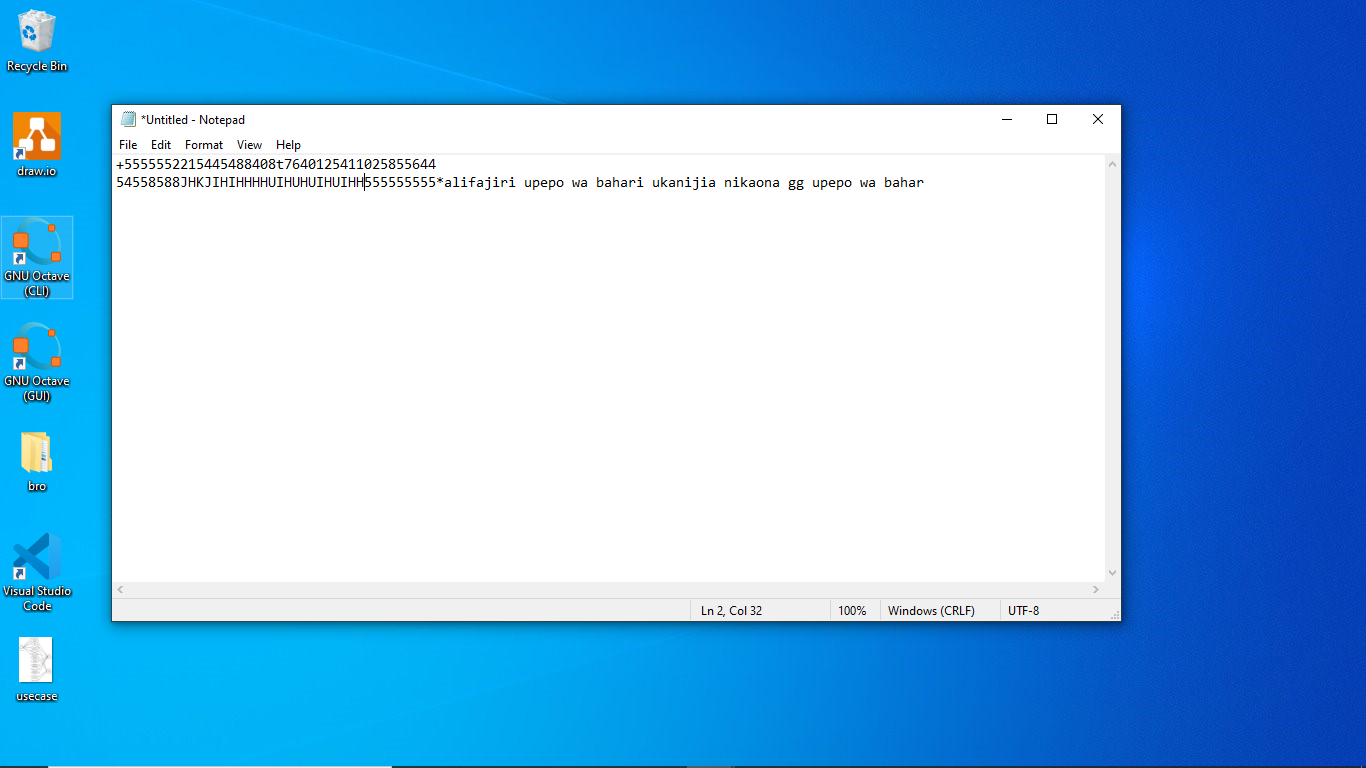 Recycle Bin
draw.io
GNU Octave
(CLI)
GNU Octave
(GUI)
bro
Visual Studio
Code
usecase
*Untitled - Notepad
File Edit Format View Help
+5555552215445488408t7640125411025855644
54558588JHKJIHIHHHHUIHUHUIHUIHH555555555*alifajiri upepo wa bahari ukanijia nikaona gg upepo wa bahar
Ln 2, Col 32 100% Windows (CRLF) UTF-8